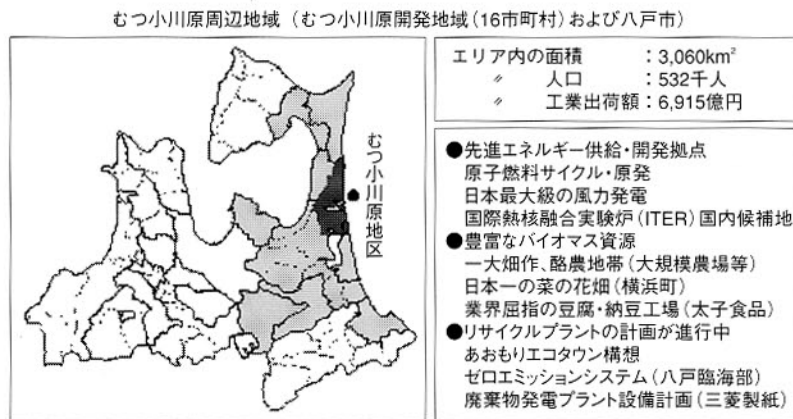 むつ小川原周辺地域（むつ小川原開発地域（16市町村）および八戸市）
むつ小川原地区
エリア内の面積　：3,060km²
〃　人口　：532千人
〃　工業出荷額：6,915億円
●先進エネルギー供給・開発拠点
原子燃料サイクル・原発
日本最大級の風力発電
国際熱核融合実験炉（ITER）国内候補地
●豊富なバイオマス資源
一大畑作、酪農地帯（大規模農場等）
日本一の菜の花畑（横浜町）
業界屈指の豆腐・納豆工場（太子食品）
●リサイクルプラントの計画が進行中
あおもりエコタウン構想
ゼロエミッションシステム（八戸臨海部）
廃棄物発電プラント設備計画（三菱製紙）